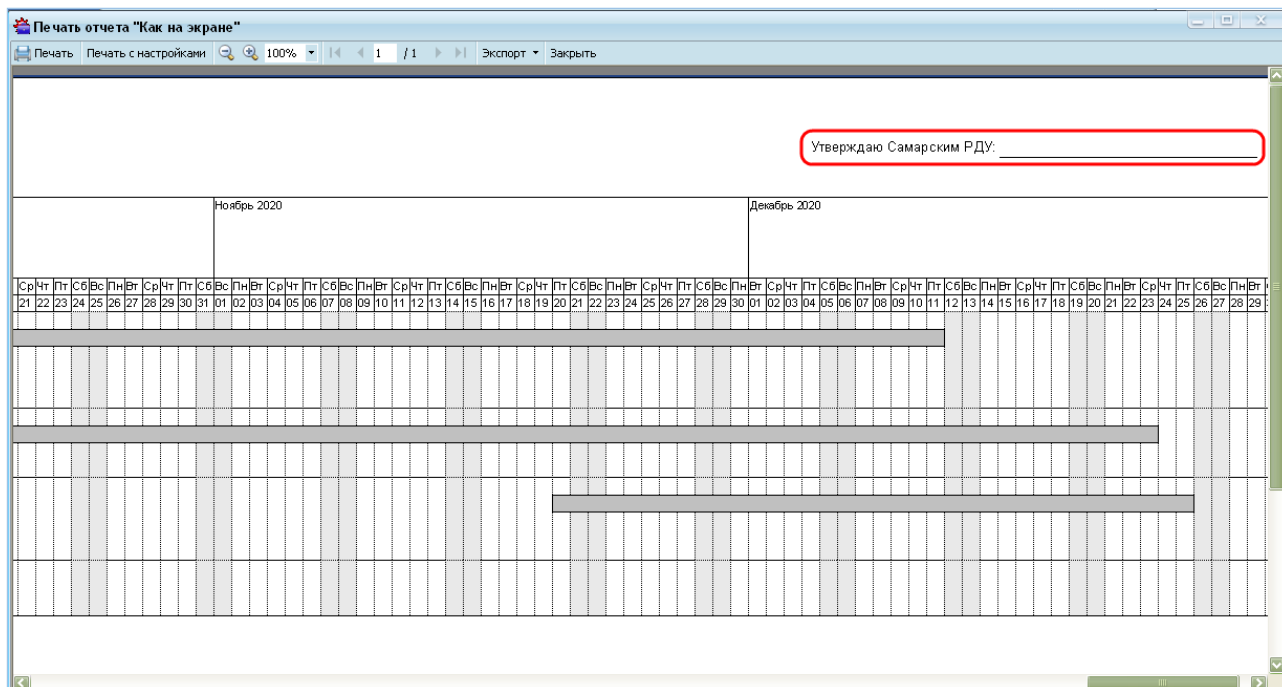 Печать отчета "Как на экране"
Печать Печать с настройками 100% 1 / 1 Экспорт Закрыть
Утверждаю Самарским РДУ:
Ноябрь 2020 Декабрь 2020
Ср Чт Пт Сб Вс Пн Вт Ср Чт Пт Сб Вс Пн Вт Ср Чт Пт Сб Вс Пн Вт Ср Чт Пт Сб Вс Пн Вт Ср Чт Пт Сб Вс Пн Вт Ср Чт Пт Сб Вс Пн Вт Ср Чт Пт Сб Вс Пн Вт Ср Чт Пт Сб Вс Пн Вт Ср Чт Пт Сб Вс Пн Вт Ср Чт Пт Сб Вс Пн Вт
21 22 23 24 25 26 27 28 29 30 31 01 02 03 04 05 06 07 08 09 10 11 12 13 14 15 16 17 18 19 20 21 22 23 24 25 26 27 28 29 30 01 02 03 04 05 06 07 08 09 10 11 12 13 14 15 16 17 18 19 20 21 22 23 24 25 26 27 28 29